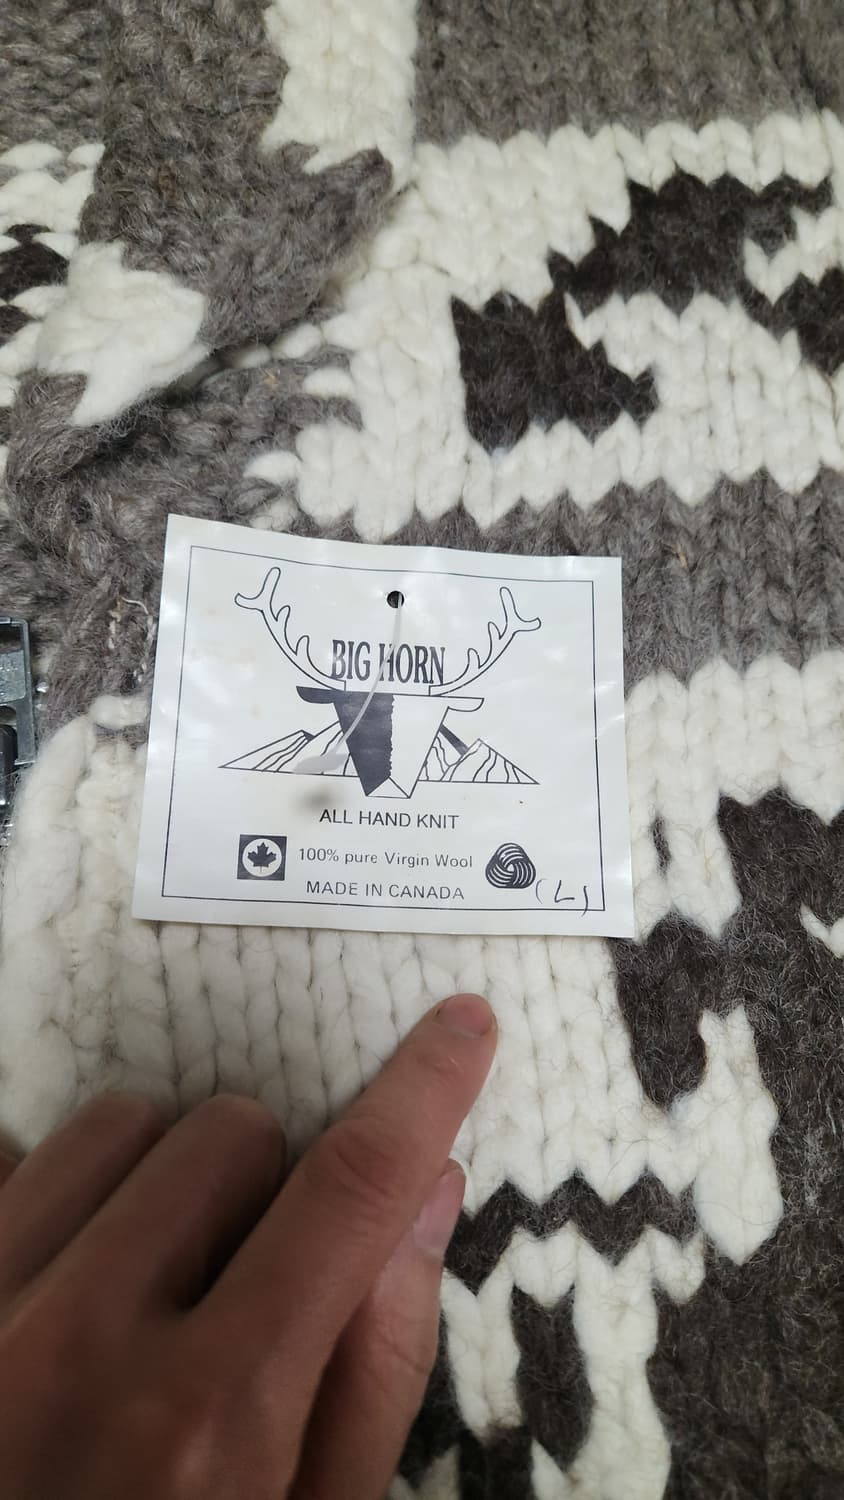 BIG HORN
ALL HAND KNIT
100% pure Virgin Wool
MADE IN CANADA
(L)